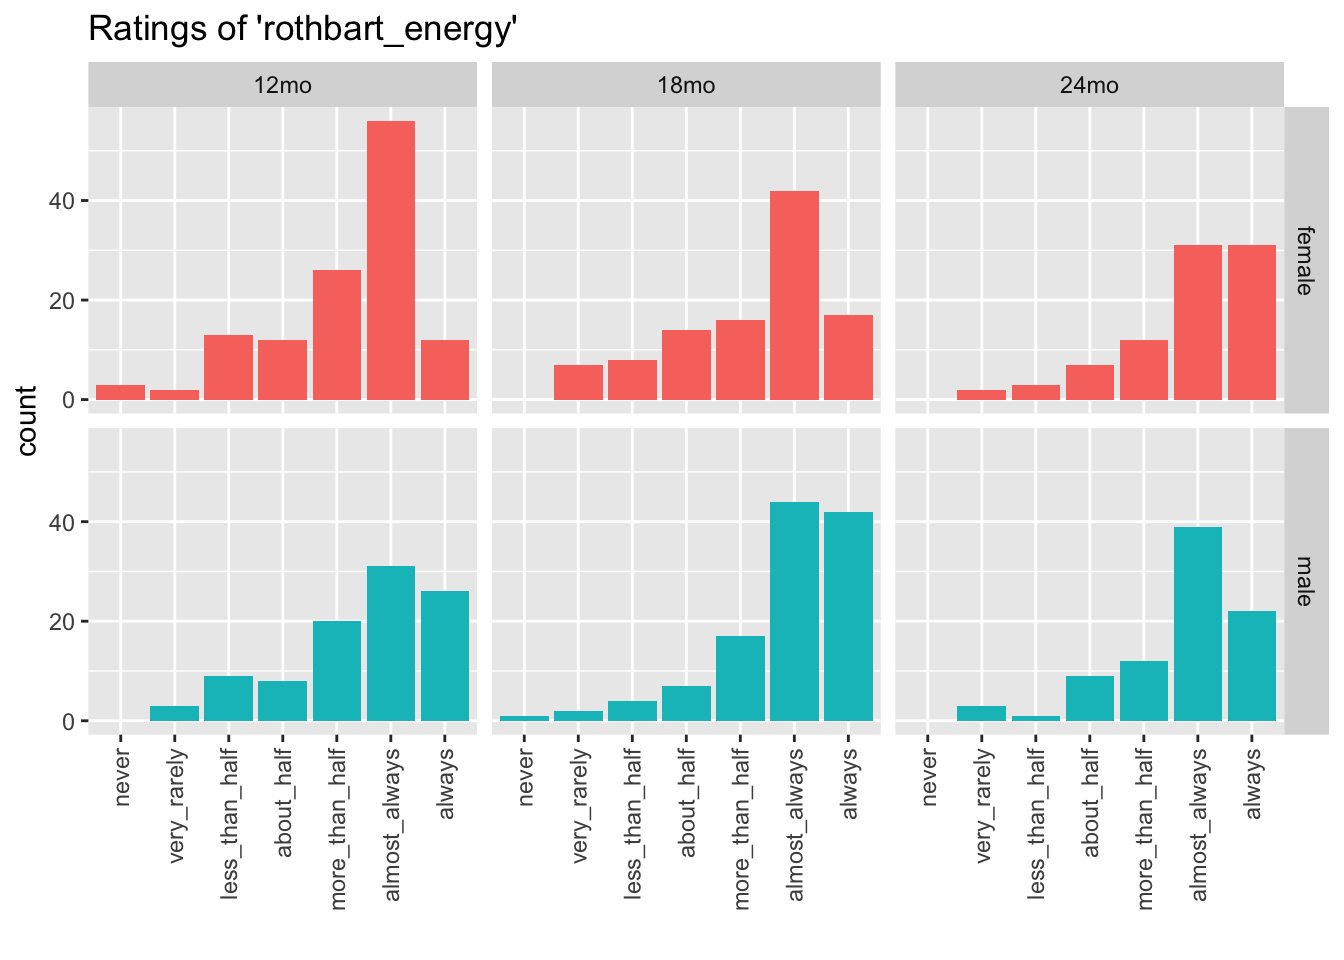 Ratings of 'rothbart_energy'
12mo 18mo 24mo
count
40
20
0
female
40
20
0
male
never very_rarely less_than_half about_half more_than_half almost_always always never very_rarely less_than_half about_half more_than_half almost_always always never very_rarely less_than_half about_half more_than_half almost_always always